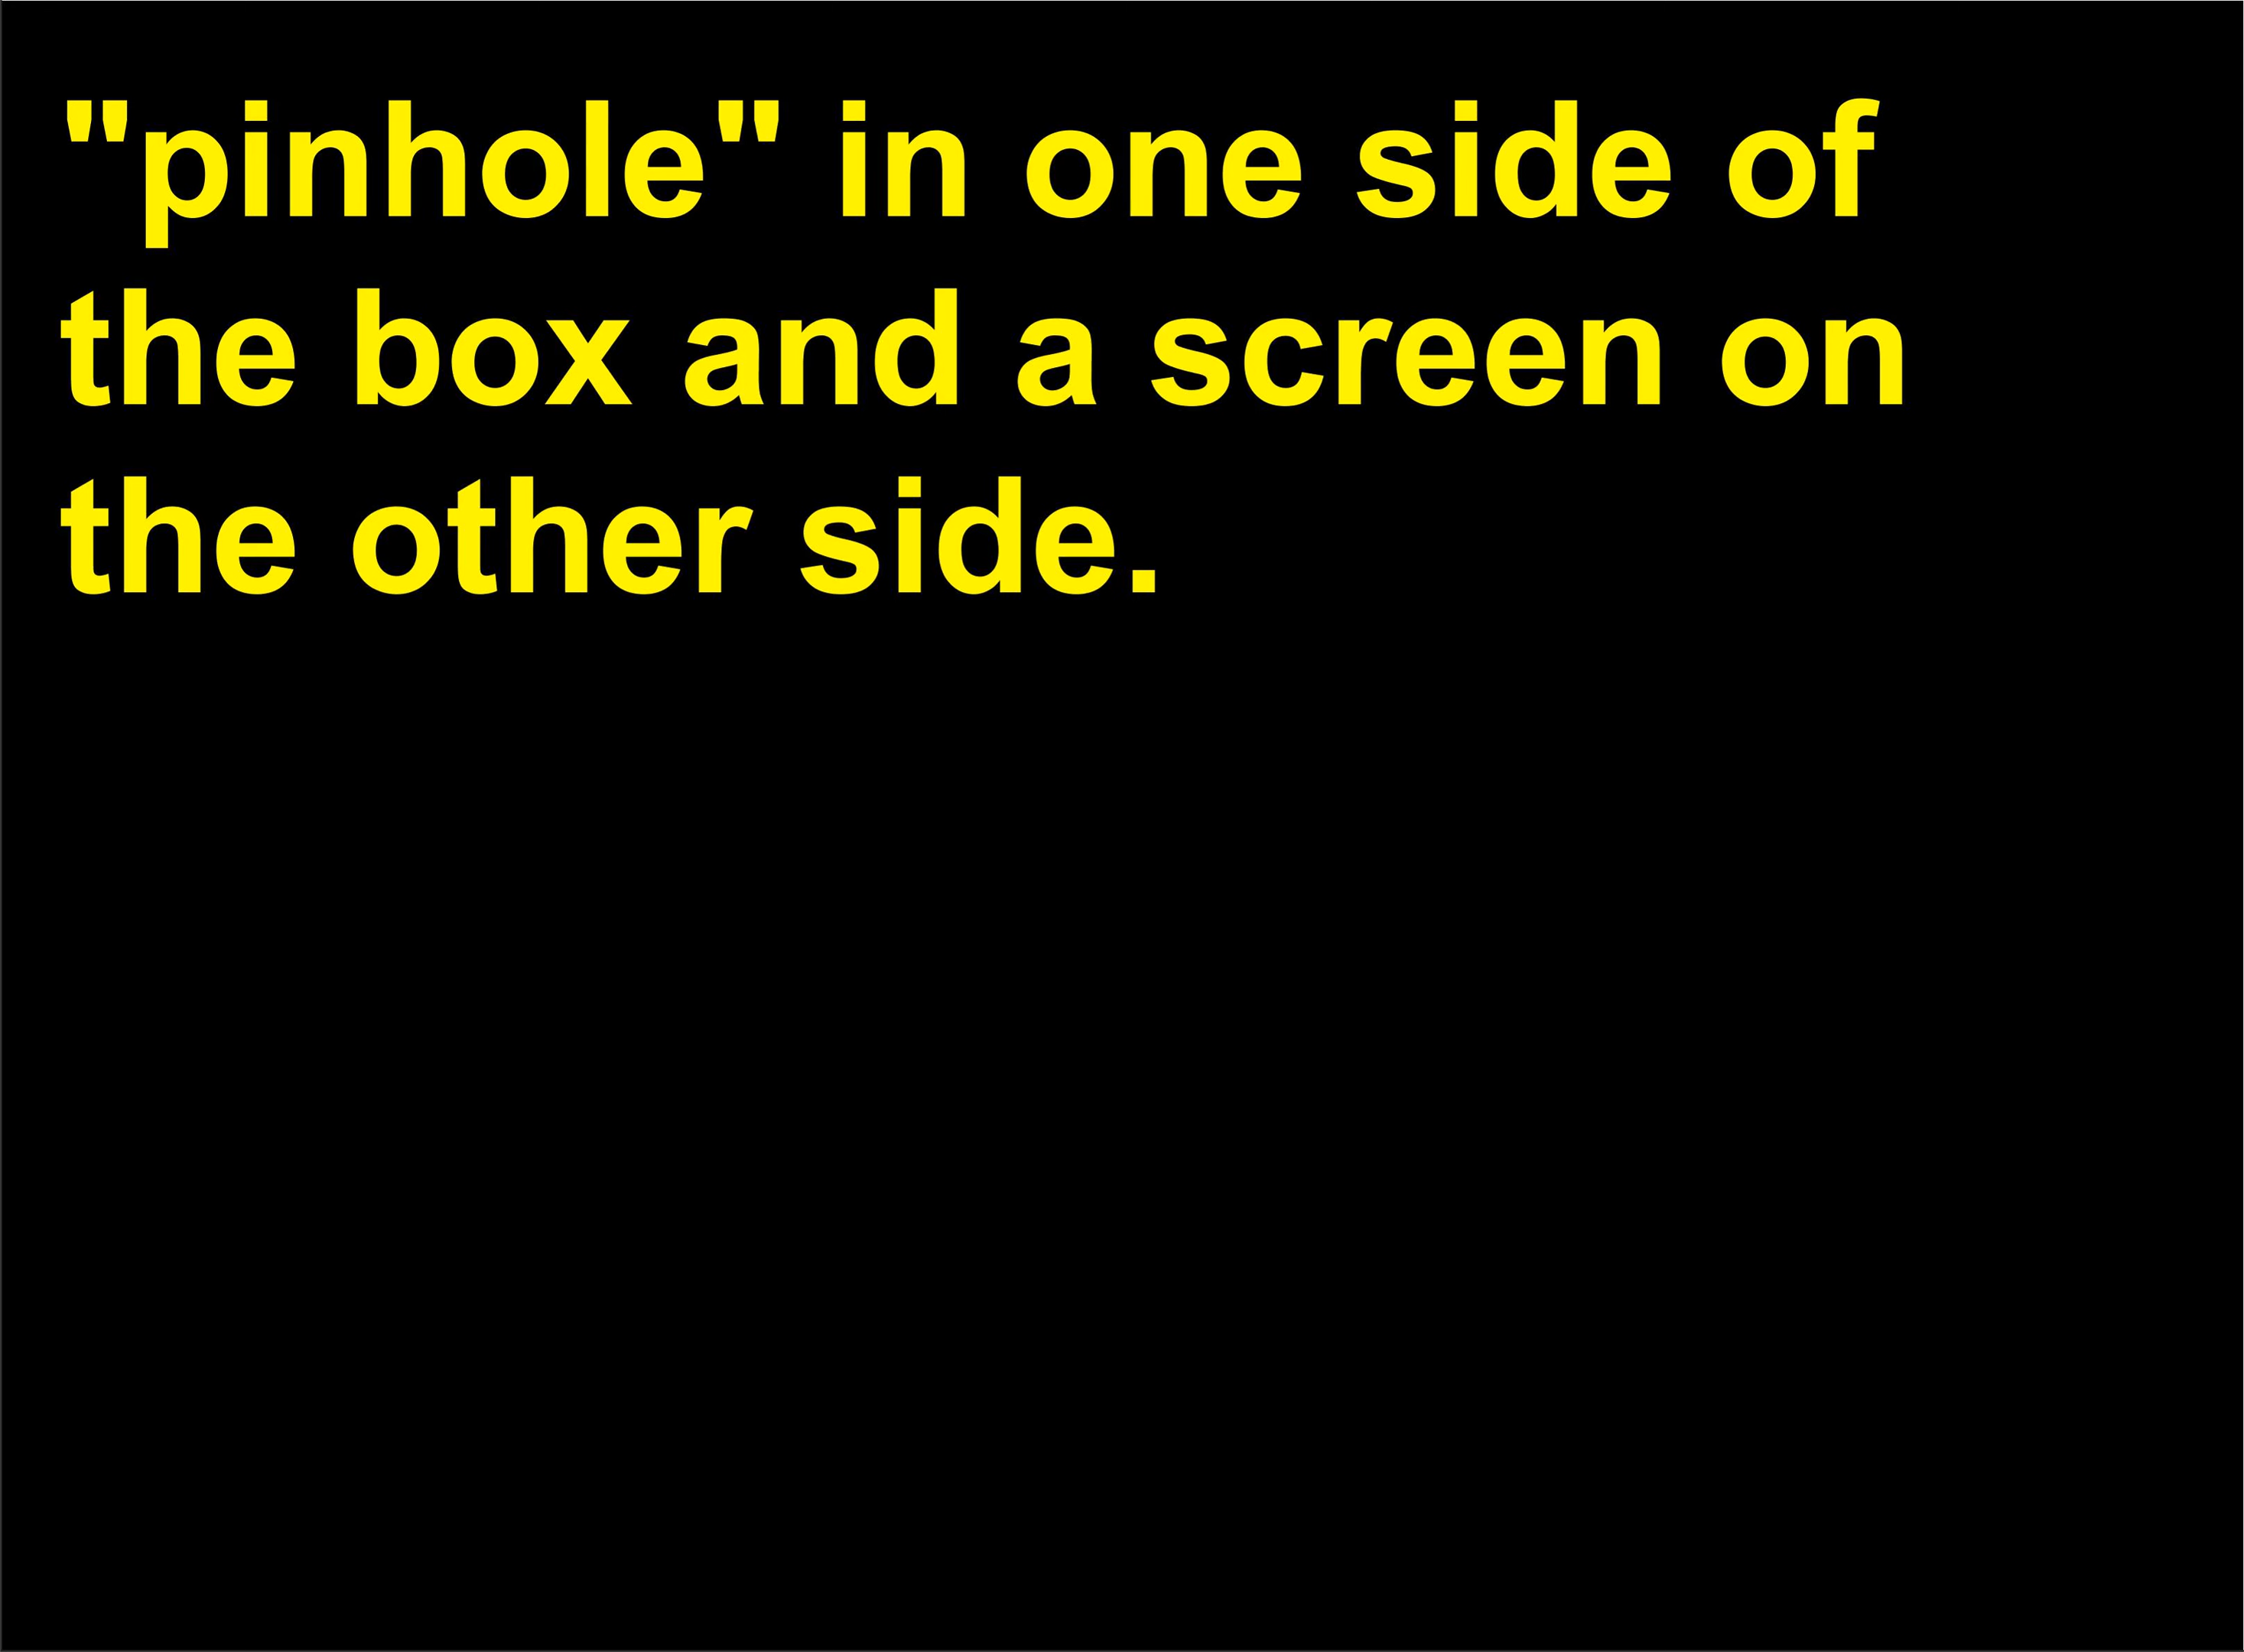 "pinhole" in one side of
the box and a screen on
the other side.